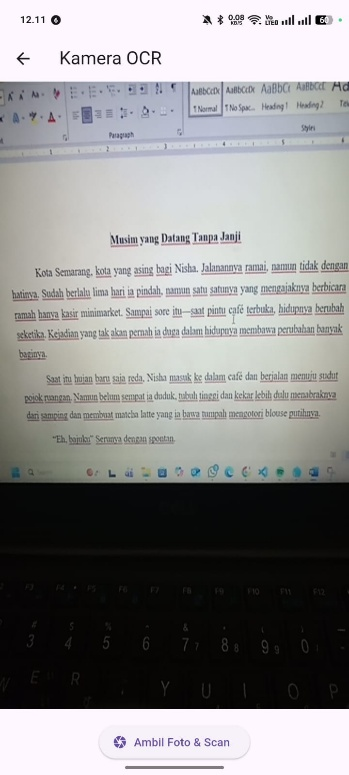 12.11
0.08
KB/S
Vo
LTE
60
Kamera OCR
Aa
AaBbCcDc
AaBbCcDc
AaBbC
AaBbCc
¶ Normal
¶ No Spac...
Heading 1
Heading 2
Paragraph
Styles
Musim yang Datang Tanpa Janji
Kota Semarang, kota yang asing bagi Nisha. Jalanannya ramai, namun tidak dengan
hatinya. Sudah berlalu lima hari ia pindah, namun satu satunya yang mengajaknya berbicara
ramah hanya kasir minimarket. Sampai sore itu—saat pintu café terbuka, hidupnya berubah
seketika. Kejadian yang tak akan pernah ia duga dalam hidupnya membawa perubahan banyak
baginya.
Saat itu hujan baru saja reda, Nisha masuk ke dalam café dan berjalan menuju sudut
pojok ruangan. Namun belum sempat ia duduk, tubuh tinggi dan kekar lebih dulu menabraknya
dari samping dan membuat matcha latte yang ia bawa tumpah mengotori blouse putihnya.
"Eh, bajuku" Serunya dengan spontan.
F3 F4 F5 F6 F7 F8 F9 F10 F11 F12
3 4 5 6 7 7 8 8 9 9 0
W E R Y U I O P
Ambil Foto & Scan